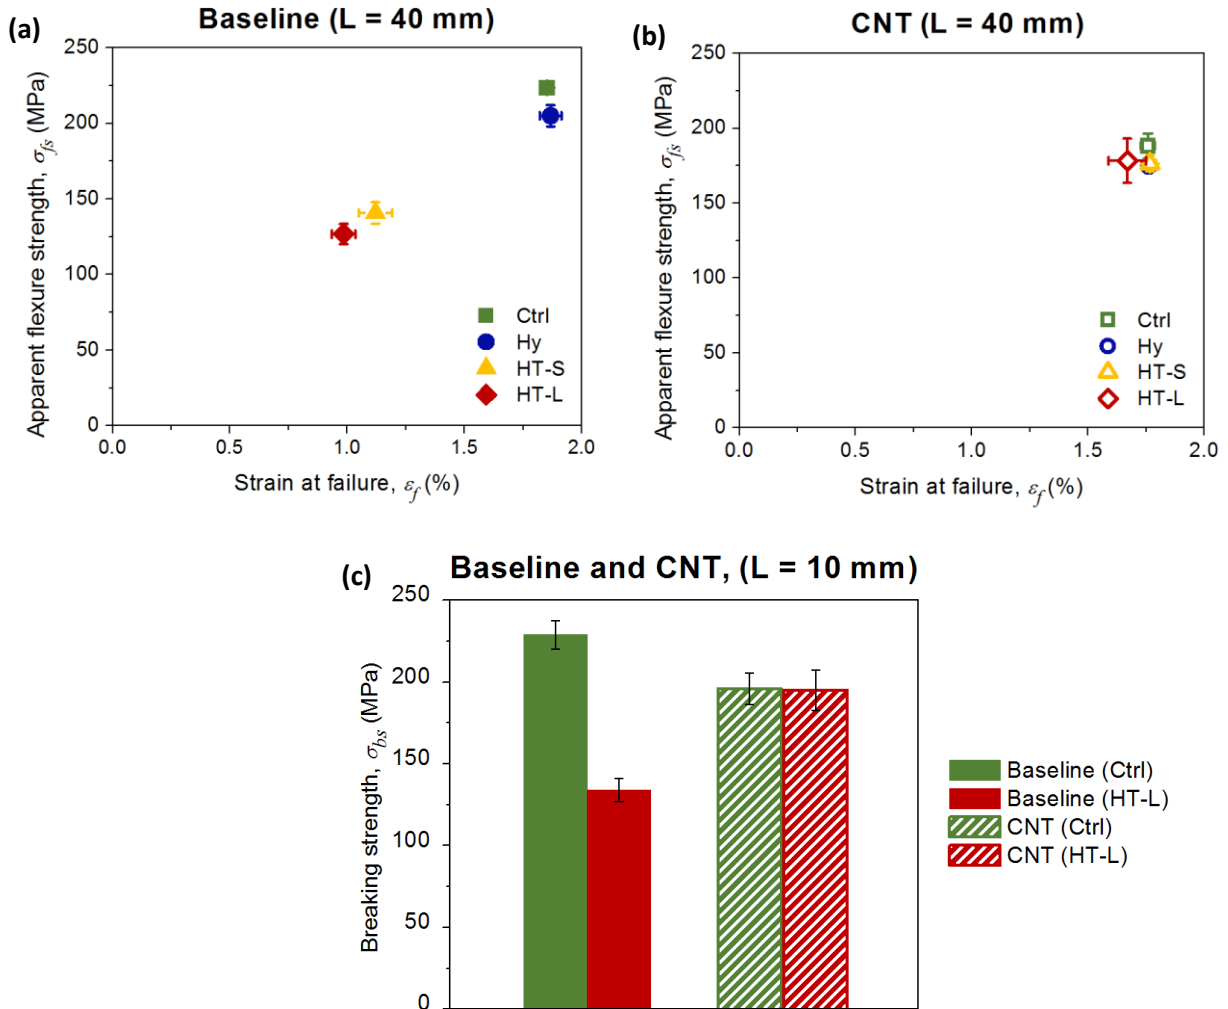 (a)
Baseline (L = 40 mm)
Apparent flexure strength, σfs (MPa)
250
200
150
100
50
0
0.0 0.5 1.0 1.5 2.0
Strain at failure, εf (%)
Ctrl
Hy
HT-S
HT-L
(b)
CNT (L = 40 mm)
Apparent flexure strength, σfs (MPa)
250
200
150
100
50
0
0.0 0.5 1.0 1.5 2.0
Strain at failure, εf (%)
Ctrl
Hy
HT-S
HT-L
(c)
Baseline and CNT, (L = 10 mm)
Breaking strength, σbs (MPa)
250
200
150
100
50
0
Baseline (Ctrl)
Baseline (HT-L)
CNT (Ctrl)
CNT (HT-L)